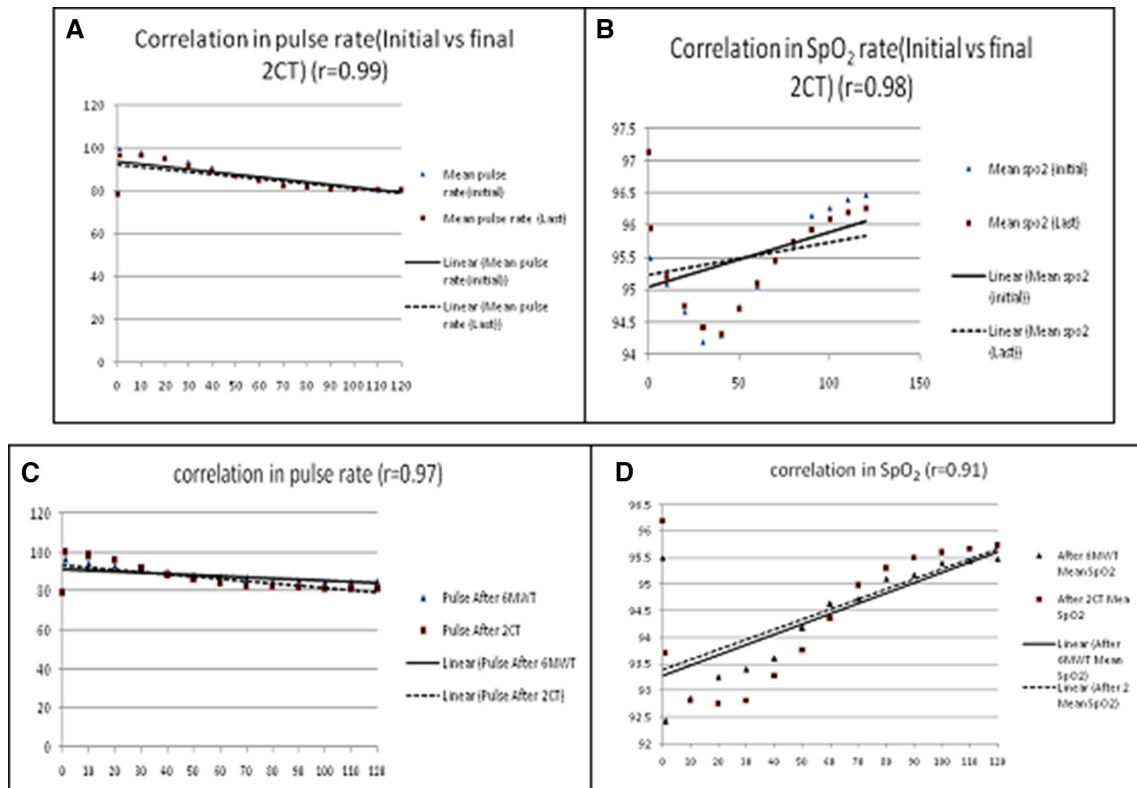 A
Correlation in pulse rate(Initial vs final
2CT) (r=0.99)
120
100
80
60
40
20
0
0 10 20 30 40 50 60 70 80 90 100 110 120
Mean pulse
rate(initial)
Mean pulse rate (Last)
Linear (Mean pulse
rate(initial))
Linear (Mean pulse
rate (Last))
B
Correlation in SpO₂ rate(Initial vs final
2CT) (r=0.98)
97.5
97
96.5
96
95.5
95
94.5
94
0 50 100 150
Mean spo2 (initial)
Mean spo2 (Last)
Linear (Mean spo2
(initial))
Linear (Mean spo2
(Last))
C
correlation in pulse rate (r=0.97)
120
100
80
60
40
20
0
0 10 20 30 40 50 60 70 80 90 100 110 120
Pulse After 6MWT
Pulse After 2CT
Linear (Pulse After 6MWT
Linear (Pulse After 2CT)
D
correlation in SpO₂ (r=0.91)
96.5
96
95.5
95
94.5
94
93.5
93
92.5
92
0 10 20 30 40 50 60 70 80 90 100 110 120
After 6MWT
Mean SpO2
After 2CT Mea
SpO2
Linear (After
6MWT Mean
SpO2)
Linear (After 2
Mean SpO2)